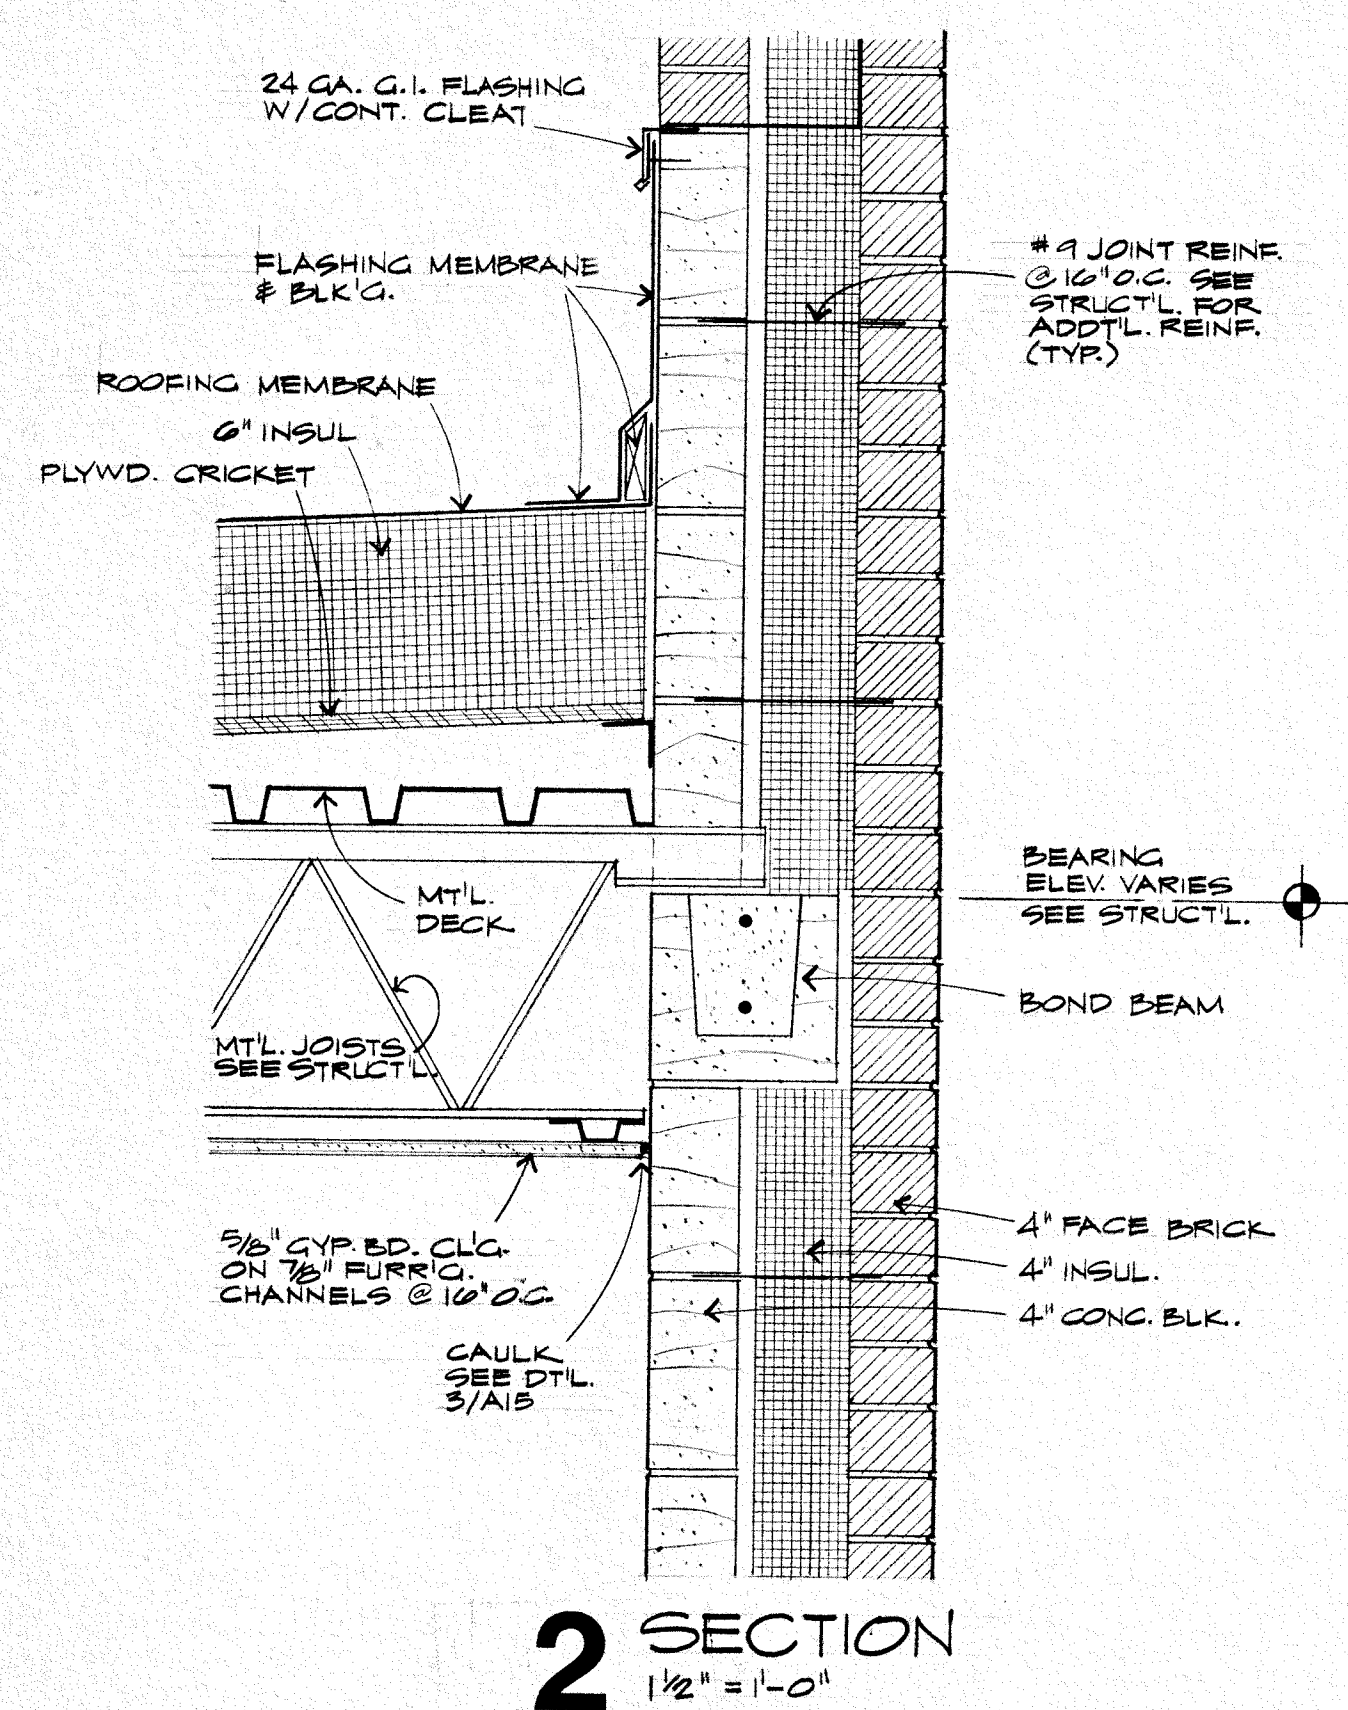 24 GA. G.I. FLASHING
W/CONT. CLEAT
FLASHING MEMBRANE
& BLK'G.
ROOFING MEMBRANE
6" INSUL
PLYWD. CRICKET
#9 JOINT REINF.
@ 16" O.C. SEE
STRUCT'L. FOR
ADDT'L. REINF.
(TYP.)
MT'L.
DECK
BEARING
ELEV. VARIES
SEE STRUCT'L.
BOND BEAM
MT'L. JOISTS
SEE STRUCT'L.
5/8" GYP. BD. CL'G.
ON 7/8" FURR'G.
CHANNELS @ 16" O.C.
CAULK
SEE DT'L.
3/A15
4" FACE BRICK
4" INSUL.
4" CONC. BLK.
2 SECTION
1 1/2" = 1'-0"